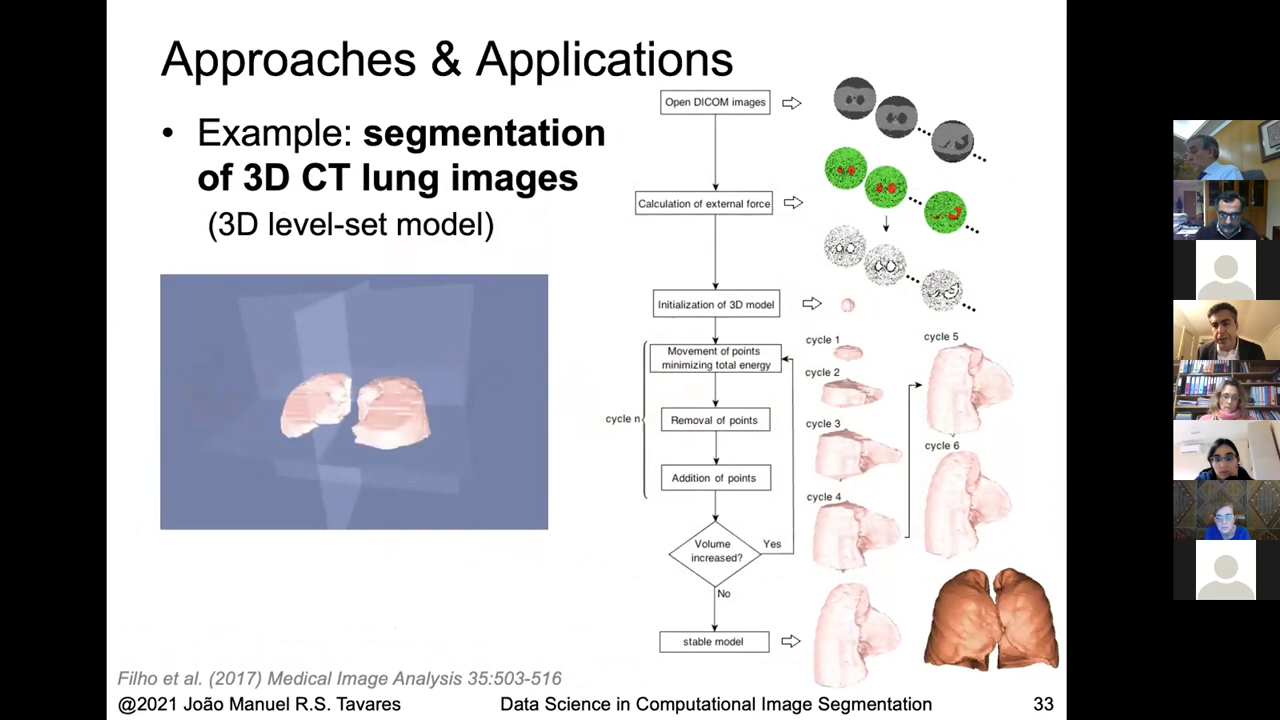 Approaches & Applications
• Example: segmentation
of 3D CT lung images
(3D level-set model)
Open DICOM images
Calculation of external force
Initialization of 3D model
Movement of points
minimizing total energy
cycle n
Removal of points
Addition of points
Volume
increased?
Yes
No
stable model
cycle 1
cycle 2
cycle 3
cycle 4
cycle 5
cycle 6
Filho et al. (2017) Medical Image Analysis 35:503-516
@2021 João Manuel R.S. Tavares
Data Science in Computational Image Segmentation
33